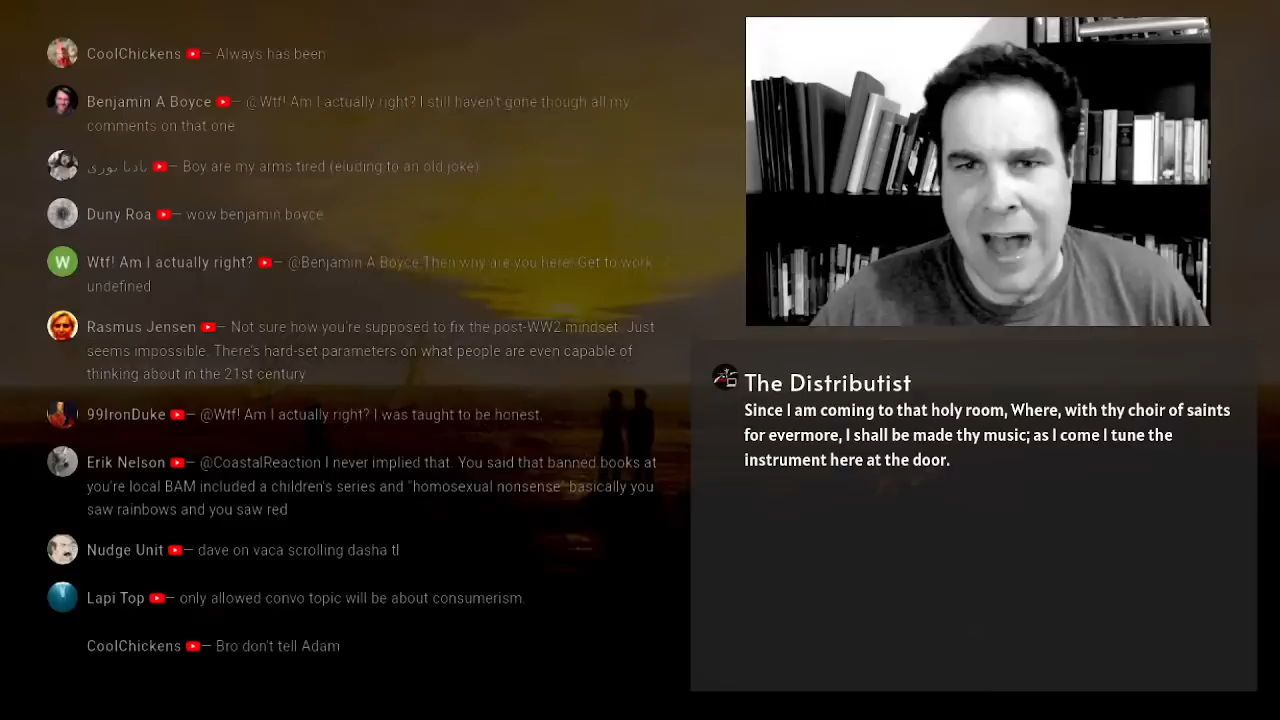 CoolChickens — Always has been
Benjamin A Boyce — @Wtf! Am I actually right? I still haven't gone though all my
comments on that one
نادیا نوری — Boy are my arms tired (eluding to an old joke)
Duny Roa — wow benjamin boyce
W
Wtf! Am I actually right? — @Benjamin A Boyce Then why are you here. Get to work
undefined
Rasmus Jensen — Not sure how you're supposed to fix the post-WW2 mindset. Just
seems impossible. There's hard-set parameters on what people are even capable of
thinking about in the 21st century
99IronDuke — @Wtf! Am I actually right? I was taught to be honest.
Erik Nelson — @CoastalReaction I never implied that. You said that banned books at
you're local BAM included a children's series and "homosexual nonsense" basically you
saw rainbows and you saw red
Nudge Unit — dave on vaca scrolling dasha tl
Lapi Top — only allowed convo topic will be about consumerism.
CoolChickens — Bro don't tell Adam
The Distributist
Since I am coming to that holy room, Where, with thy choir of saints
for evermore, I shall be made thy music; as I come I tune the
instrument here at the door.